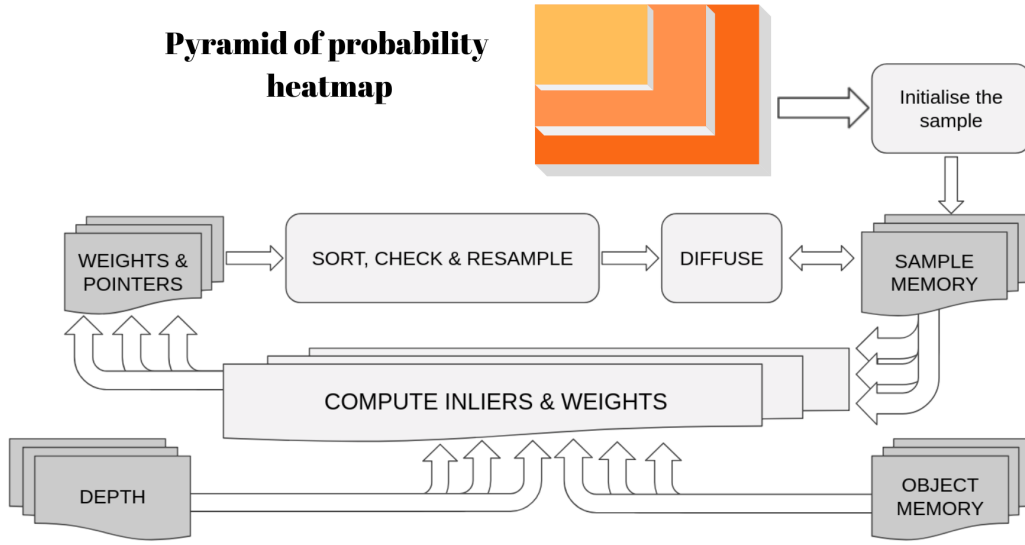 Pyramid of probability
heatmap
Initialise the
sample
WEIGHTS &
POINTERS
SORT, CHECK & RESAMPLE
DIFFUSE
SAMPLE
MEMORY
COMPUTE INLIERS & WEIGHTS
DEPTH
OBJECT
MEMORY